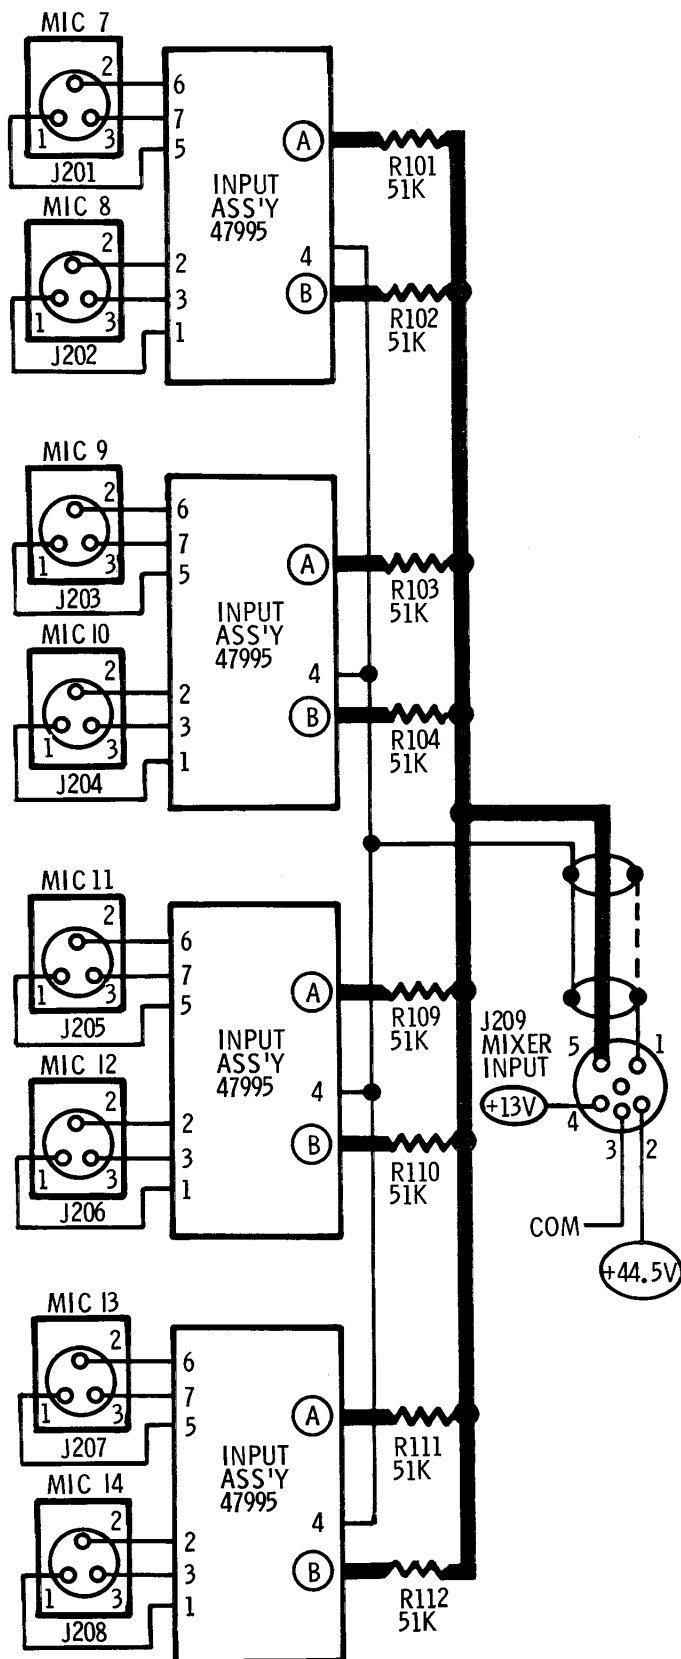 MIC 7
2
1
3
J201
6
7
5
MIC 8
2
1
3
J202
2
3
1
INPUT
ASS'Y
47995
A
4
B
R101
51K
R102
51K
MIC 9
2
1
3
J203
6
7
5
MIC 10
2
1
3
J204
2
3
1
INPUT
ASS'Y
47995
A
4
B
R103
51K
R104
51K
MIC 11
2
1
3
J205
6
7
5
MIC 12
2
1
3
J206
2
3
1
INPUT
ASS'Y
47995
A
4
B
R109
51K
R110
51K
J209
MIXER
INPUT
5
1
+13V
4
3
2
COM
+44.5V
MIC 13
2
1
3
J207
6
7
5
MIC 14
2
1
3
J208
2
3
1
INPUT
ASS'Y
47995
A
4
B
R111
51K
R112
51K